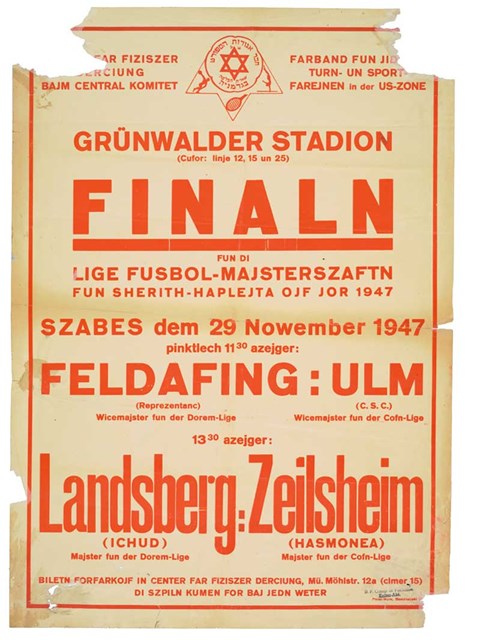 FAR FIZISZER
DERCIUNG
BAJM CENTRAL KOMITET
FARBAND FUN
TURN- UN SPORT
FAREJNEN in der US-ZONE
GRÜNWALDER STADION
(Cufor: linje 12, 15 un 25)
FINALN
FUN DI
LIGE FUSBOL-MAJSTERSZAFTN
FUN SHERITH-HAPLEJTA OJF JOR 1947
SZABES dem 29 Nowember 1947
pinktlech 11³⁰ azejger:
FELDAFING : ULM
(Reprezentanc) (C. S. C.)
Wicemajster fun der Dorem-Lige Wicemajster fun der Cofn-Lige
13³⁰ azejger:
Landsberg : Zeilsheim
(ICHUD) (HASMONEA)
Majster fun der Dorem-Lige Majster fun der Cofn-Lige
BILETN FORFARKOJF IN CENTER FAR FIZISZER DERCIUNG, Mü. Möhlstr. 12a (cimer 15)
DI SZPILN KUMEN FOR BAJ JEDN WETER